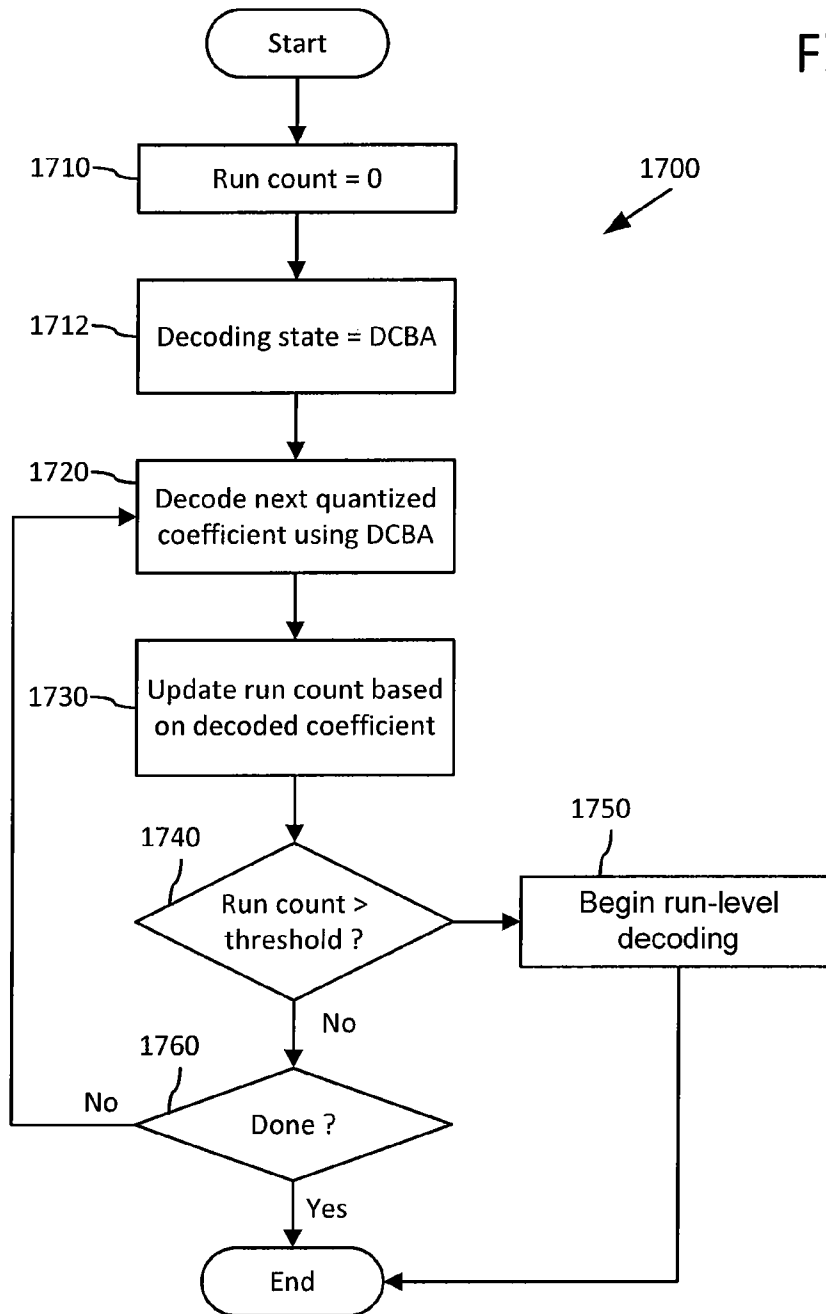 Start
1710
Run count = 0
1700
1712
Decoding state = DCBA
1720
Decode next quantized
coefficient using DCBA
1730
Update run count based
on decoded coefficient
1740
Run count >
threshold ?
1750
Begin run-level
decoding
No
1760
No
Done ?
Yes
End